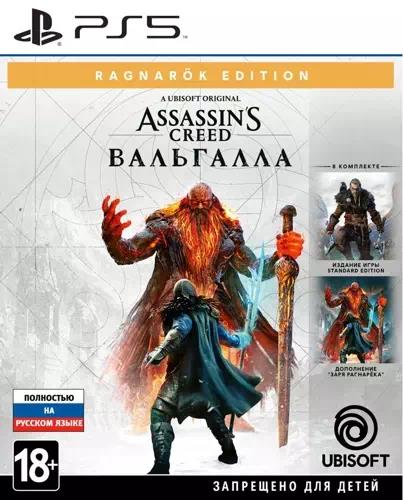 PS5
RAGNARÖK EDITION
A UBISOFT ORIGINAL
ASSASSIN'S
CREED
ВАЛЬГАЛЛА
В КОМПЛЕКТЕ
ИЗДАНИЕ ИГРЫ
STANDARD EDITION
ДОПОЛНЕНИЕ
"ЗАРЯ РАГНАРЁКА"
ПОЛНОСТЬЮ
НА
РУССКОМ ЯЗЫКЕ
UBISOFT
18+
ЗАПРЕЩЕНО ДЛЯ ДЕТЕЙ